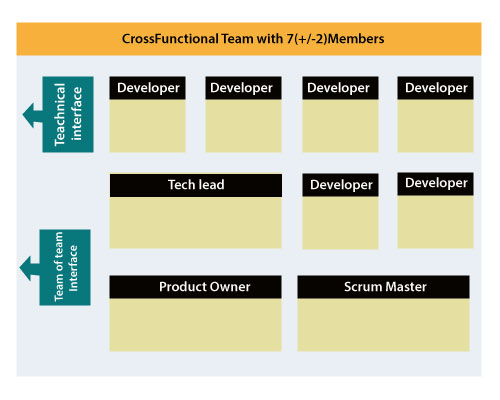 CrossFunctional Team with 7(+/-2)Members
Teachnical
interface
Developer
Developer
Developer
Developer
Tech lead
Developer
Developer
Team of team
Interface
Product Owner
Scrum Master